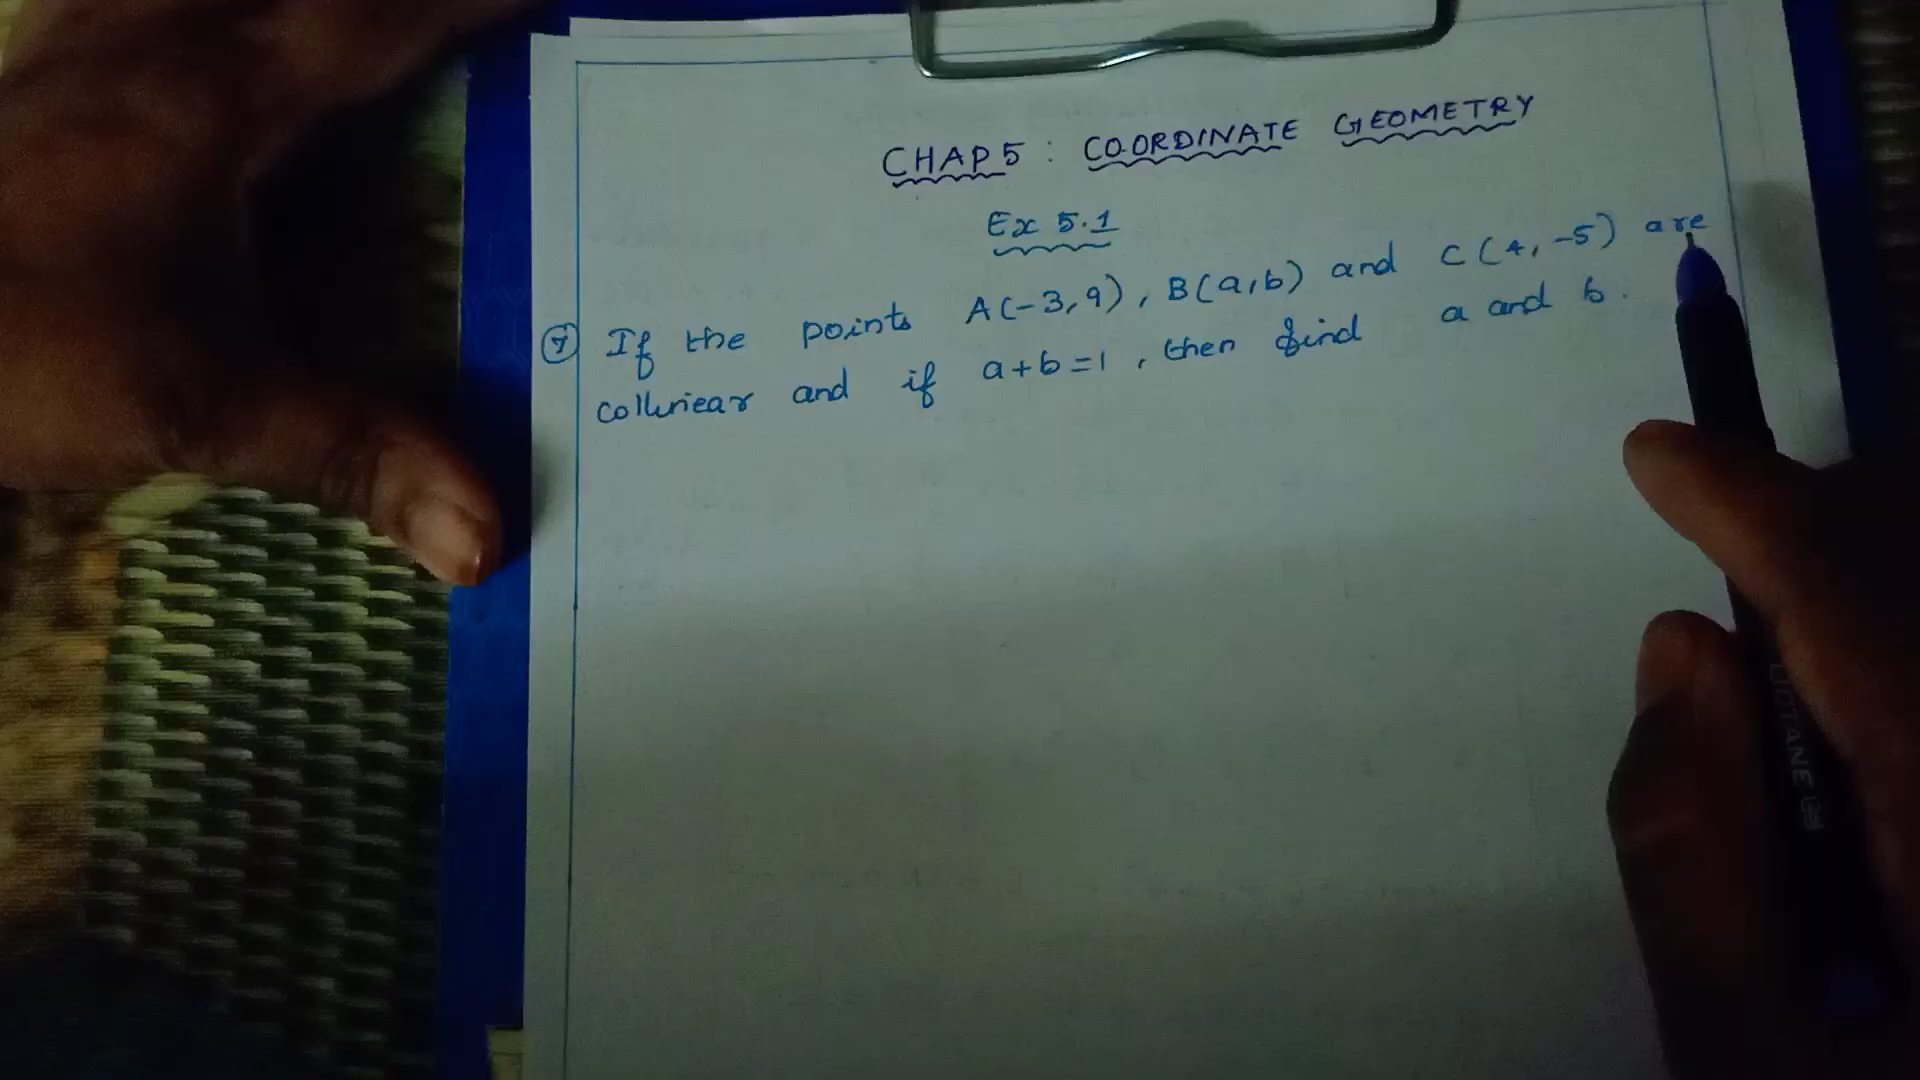 CHAP 5 : COORDINATE GEOMETRY
Ex 5.1
7 If the points A(-3,9), B(a,b) and C(4,-5) are
collinear and if a+b=1, then find a and b.